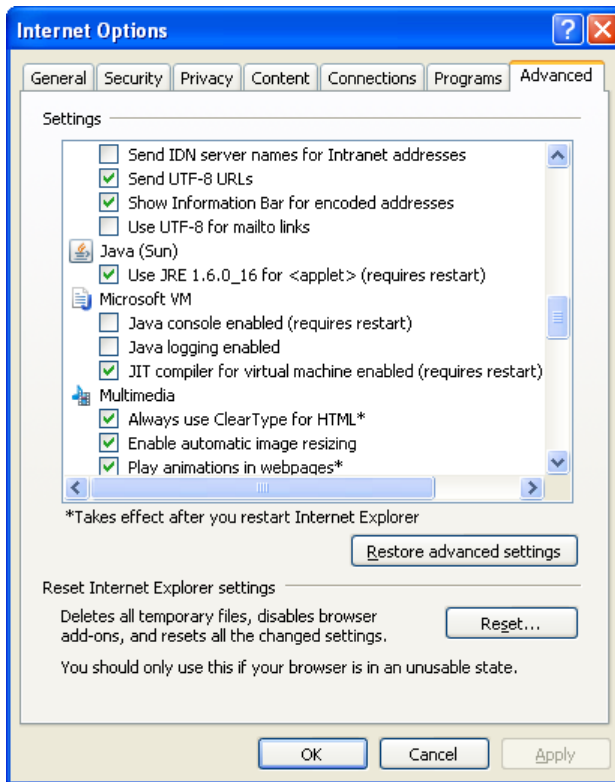 Internet Options
General Security Privacy Content Connections Programs Advanced
Settings
Send IDN server names for Intranet addresses
Send UTF-8 URLs
Show Information Bar for encoded addresses
Use UTF-8 for mailto links
Java (Sun)
Use JRE 1.6.0_16 for <applet> (requires restart)
Microsoft VM
Java console enabled (requires restart)
Java logging enabled
JIT compiler for virtual machine enabled (requires restart)
Multimedia
Always use ClearType for HTML*
Enable automatic image resizing
Play animations in webpages*
*Takes effect after you restart Internet Explorer
Restore advanced settings
Reset Internet Explorer settings
Deletes all temporary files, disables browser
add-ons, and resets all the changed settings.
Reset...
You should only use this if your browser is in an unusable state.
OK Cancel Apply